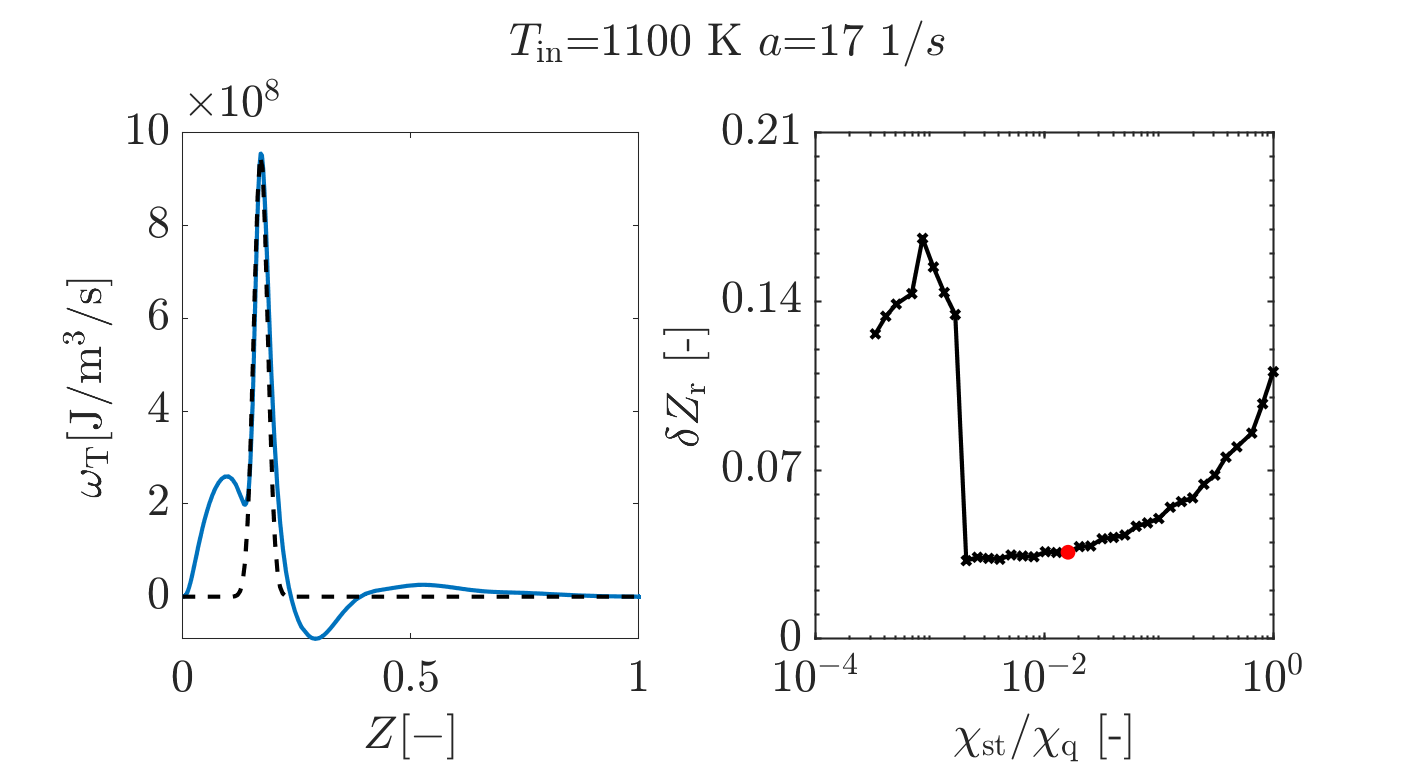 T_in=1100 K a=17 1/s
×10^8
10
8
6
4
2
0
ω_T[J/m^3/s]
0 0.5 1
Z[−]
0.21
0.14
0.07
0
δZ_r [-]
10^−4 10^−2 10^0
χ_st/χ_q [-]